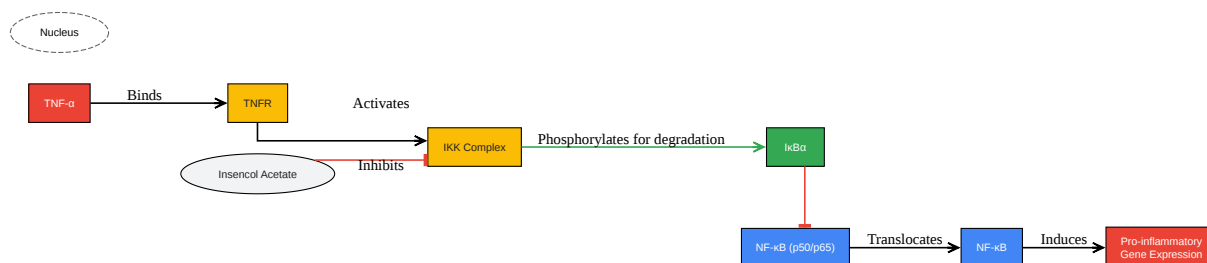 Nucleus
TNF-α
Binds
TNFR
Activates
IKK Complex
Phosphorylates for degradation
IκBα
Insencol Acetate
Inhibits
NF-κB (p50/p65)
Translocates
NF-κB
Induces
Pro-inflammatory
Gene Expression